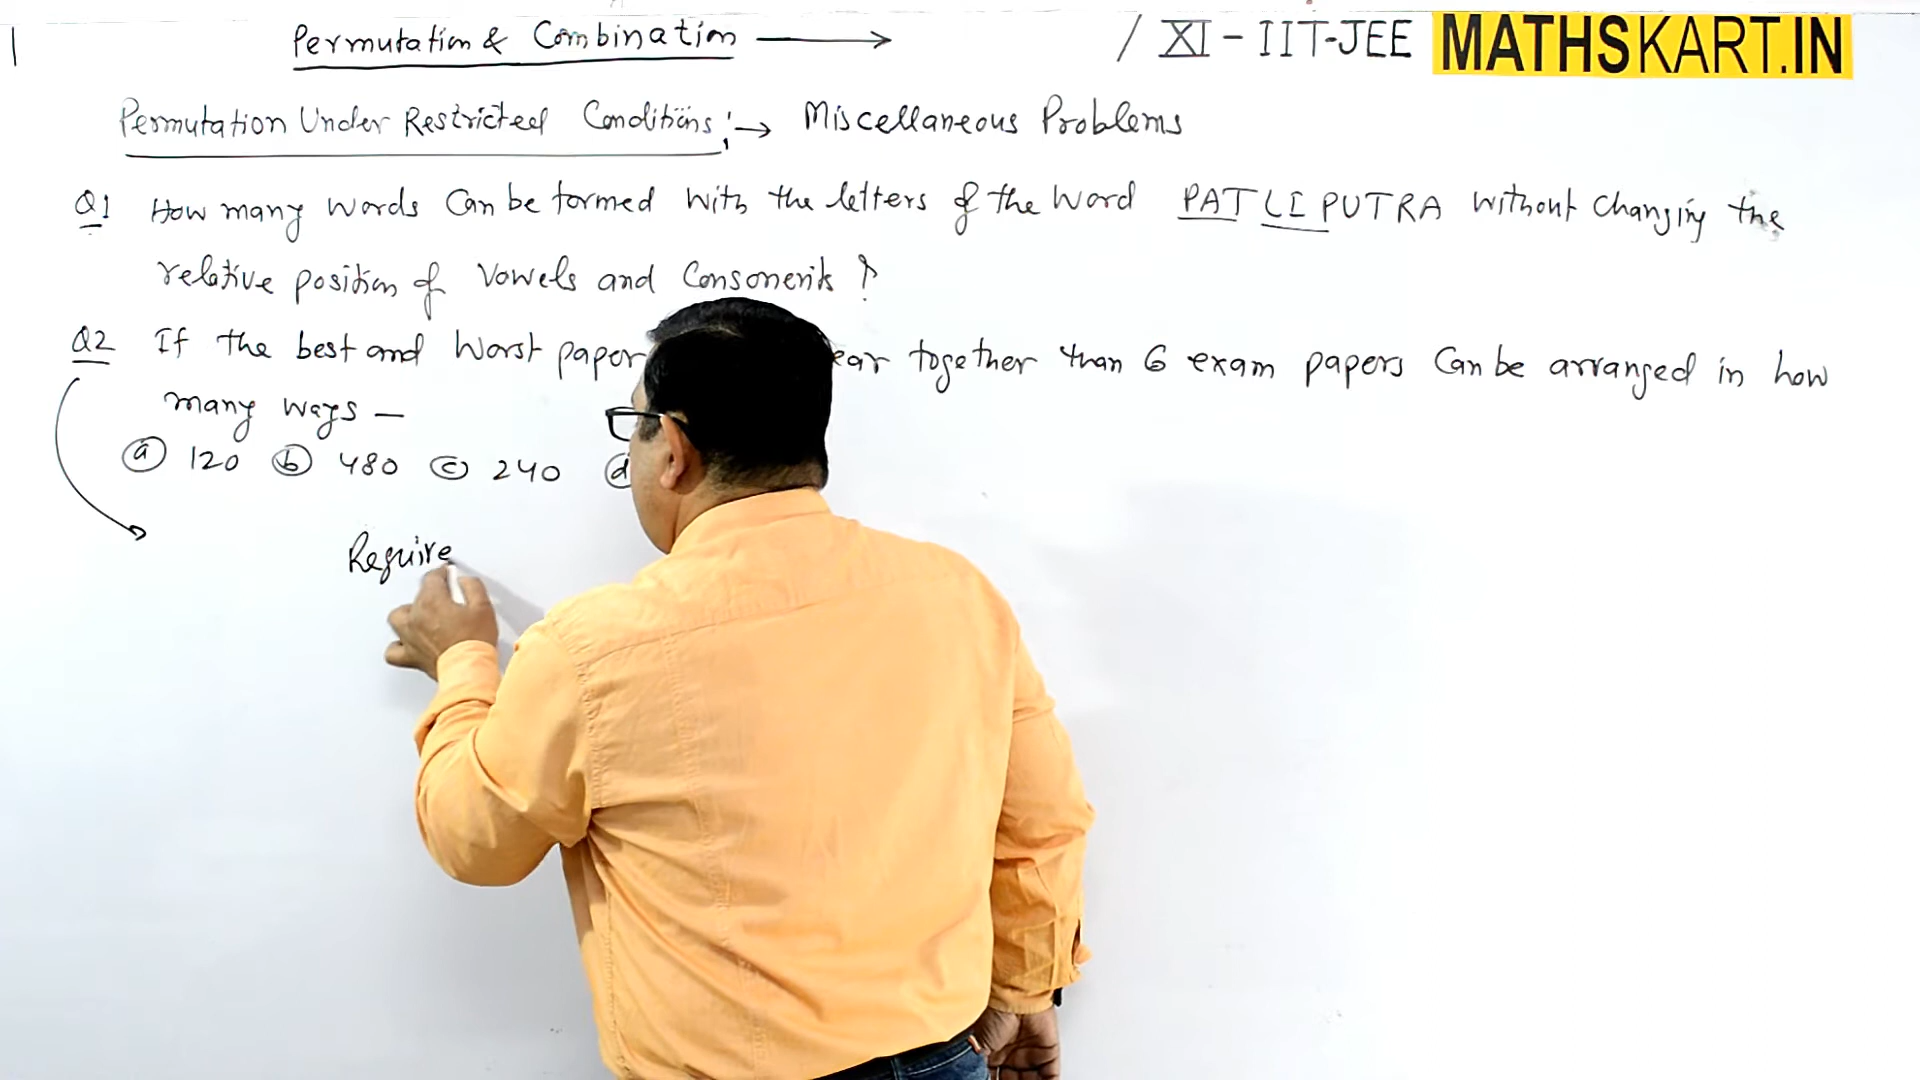 Permutation & Combination ⟶ / XI - IIT-JEE MATHSKART.IN
Permutation Under Restricted Conditions :→ Miscellaneous Problems
Q1 How many words Can be formed with the letters of the word PATLIPUTRA without changing the
relative position of Vowels and Consonents ?
Q2 If the best and worst paper ear together than 6 exam papers Can be arranged in how
many ways —
(a) 120 (b) 480 (c) 240 (d)
Require